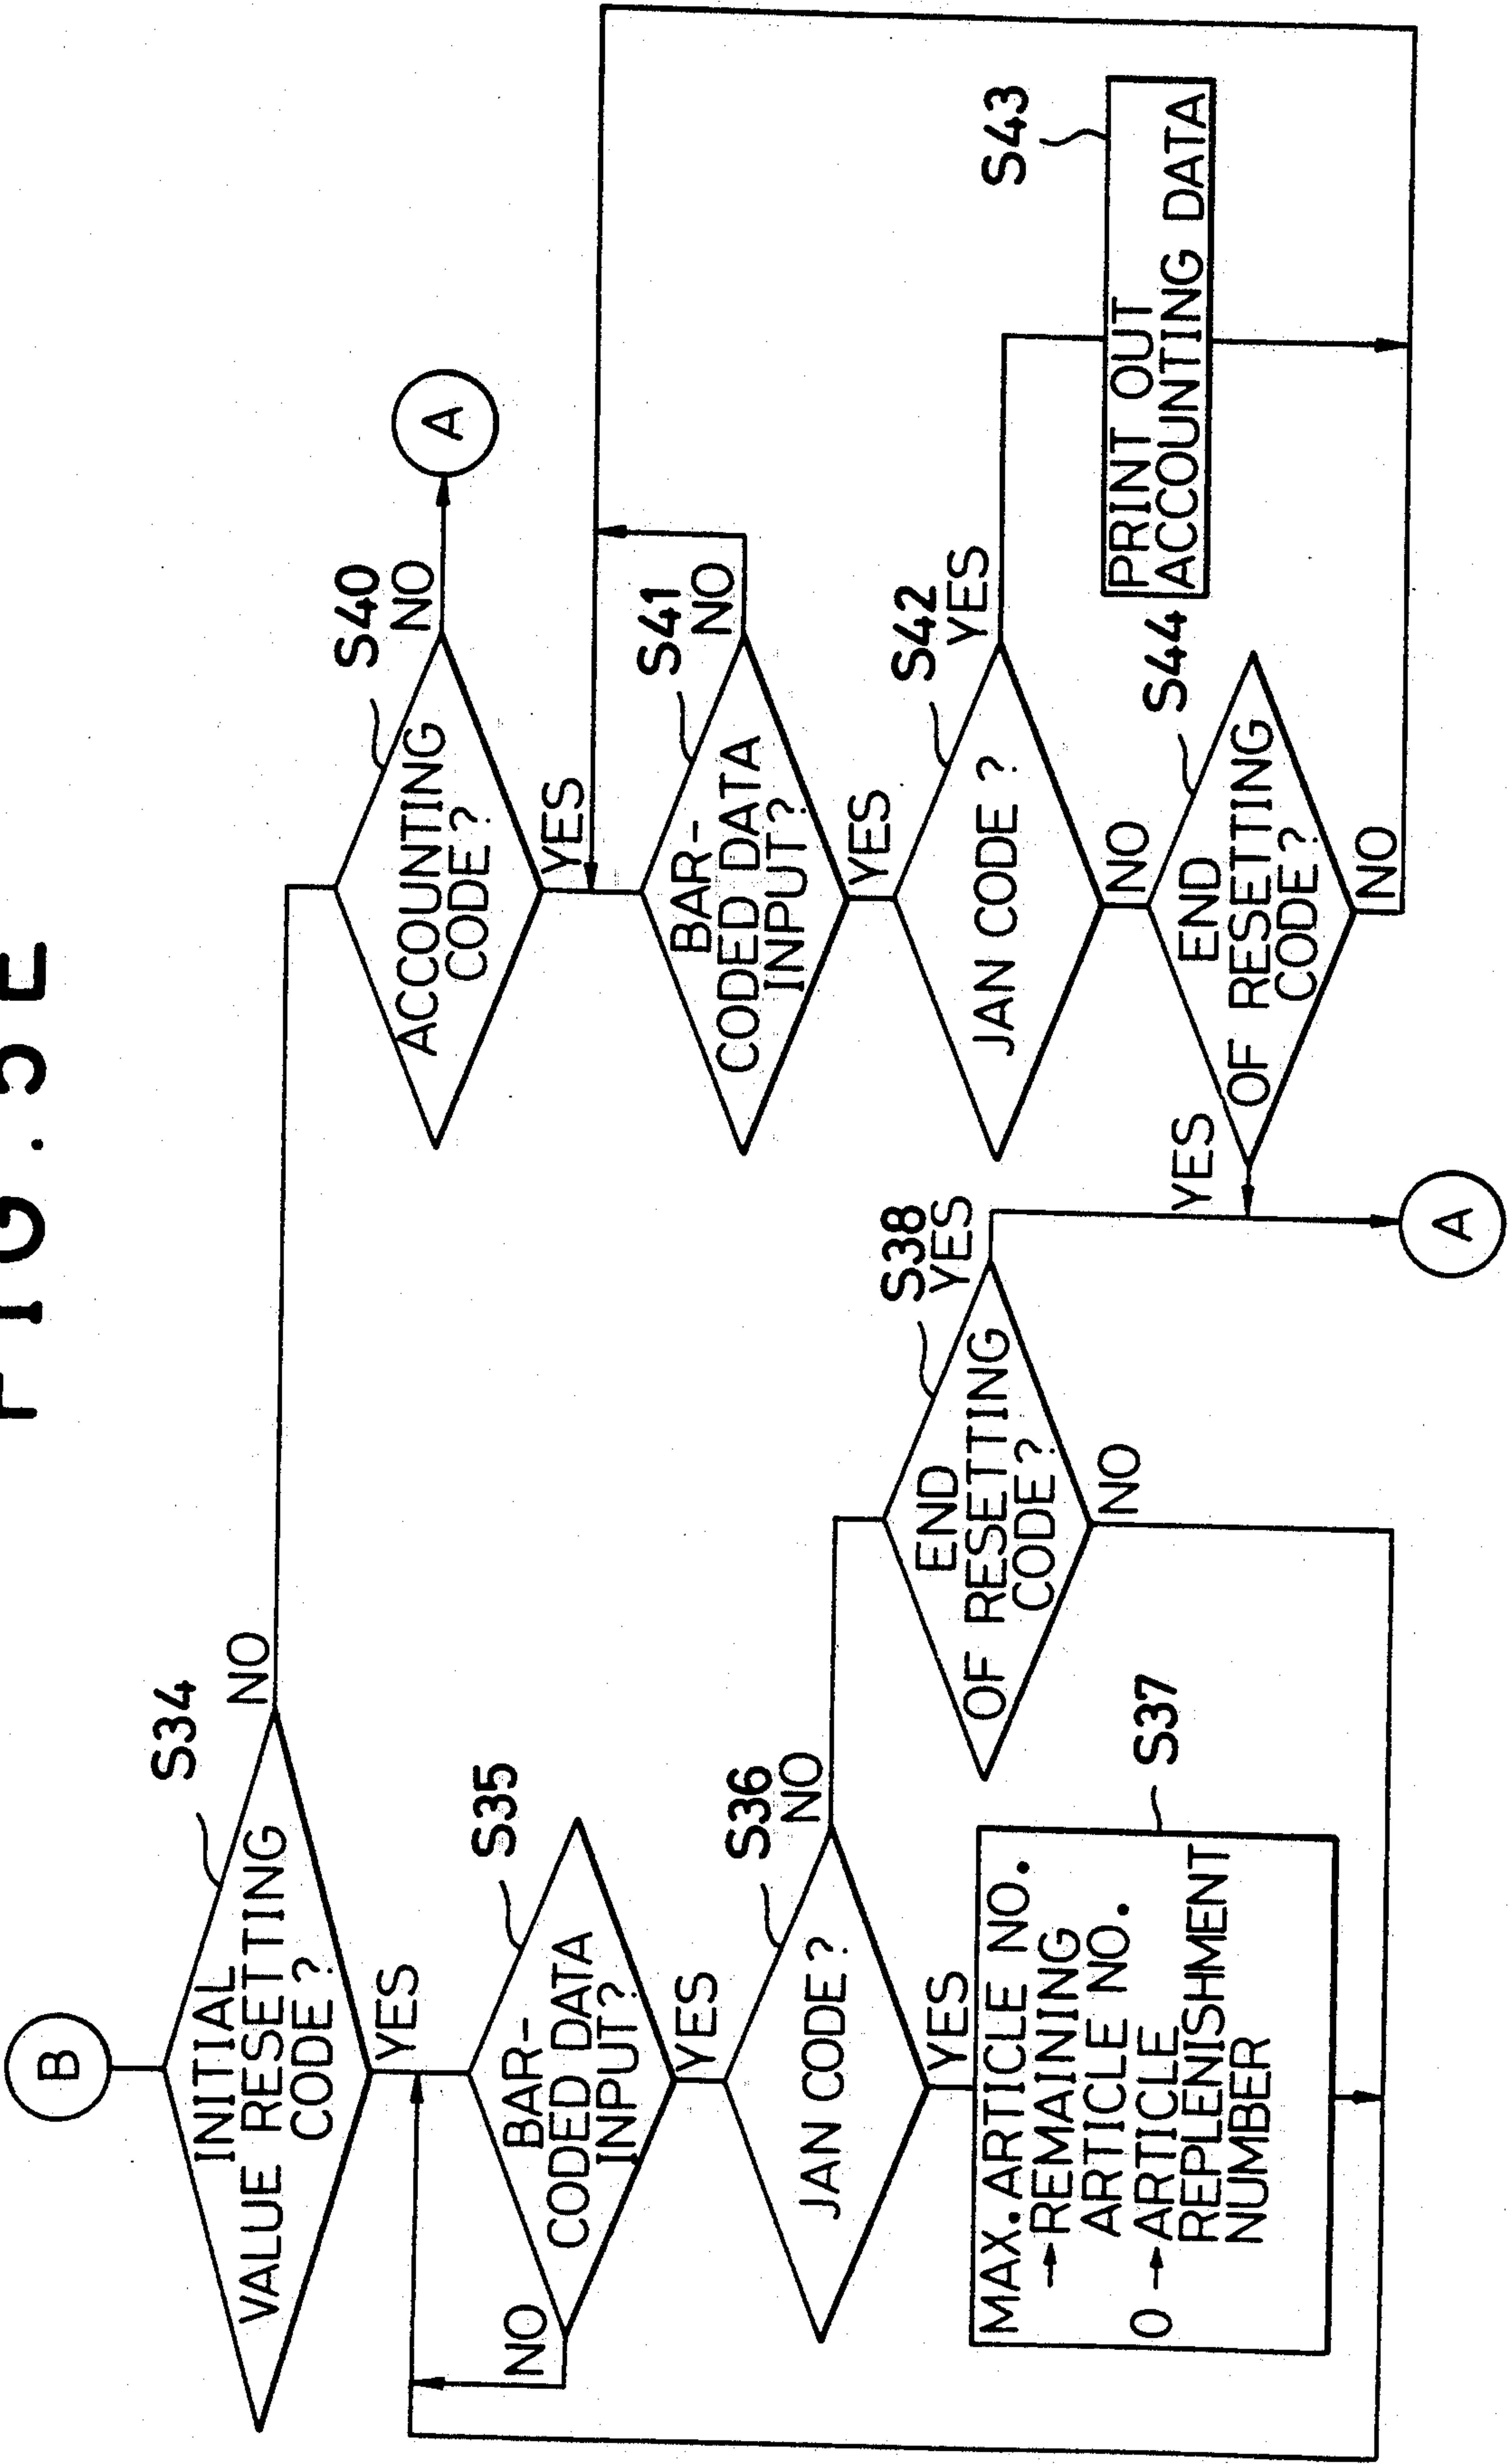 FIG. 5E
B
S34
INITIAL
VALUE RESETTING
CODE?
NO
YES
S35
BAR-
CODED DATA
INPUT?
NO
YES
S36
JAN CODE?
NO
YES
S37
MAX. ARTICLE NO.
→REMAINING
ARTICLE NO.
0 → ARTICLE
REPLENISHMENT
NUMBER
S38
END
OF RESETTING
CODE?
YES
NO
A
S40
ACCOUNTING
CODE?
NO
A
YES
S41
BAR-
CODED DATA
INPUT?
NO
YES
S42
JAN CODE?
YES
NO
S43
PRINT OUT
ACCOUNTING DATA
S44
END
OF RESETTING
CODE?
YES
NO